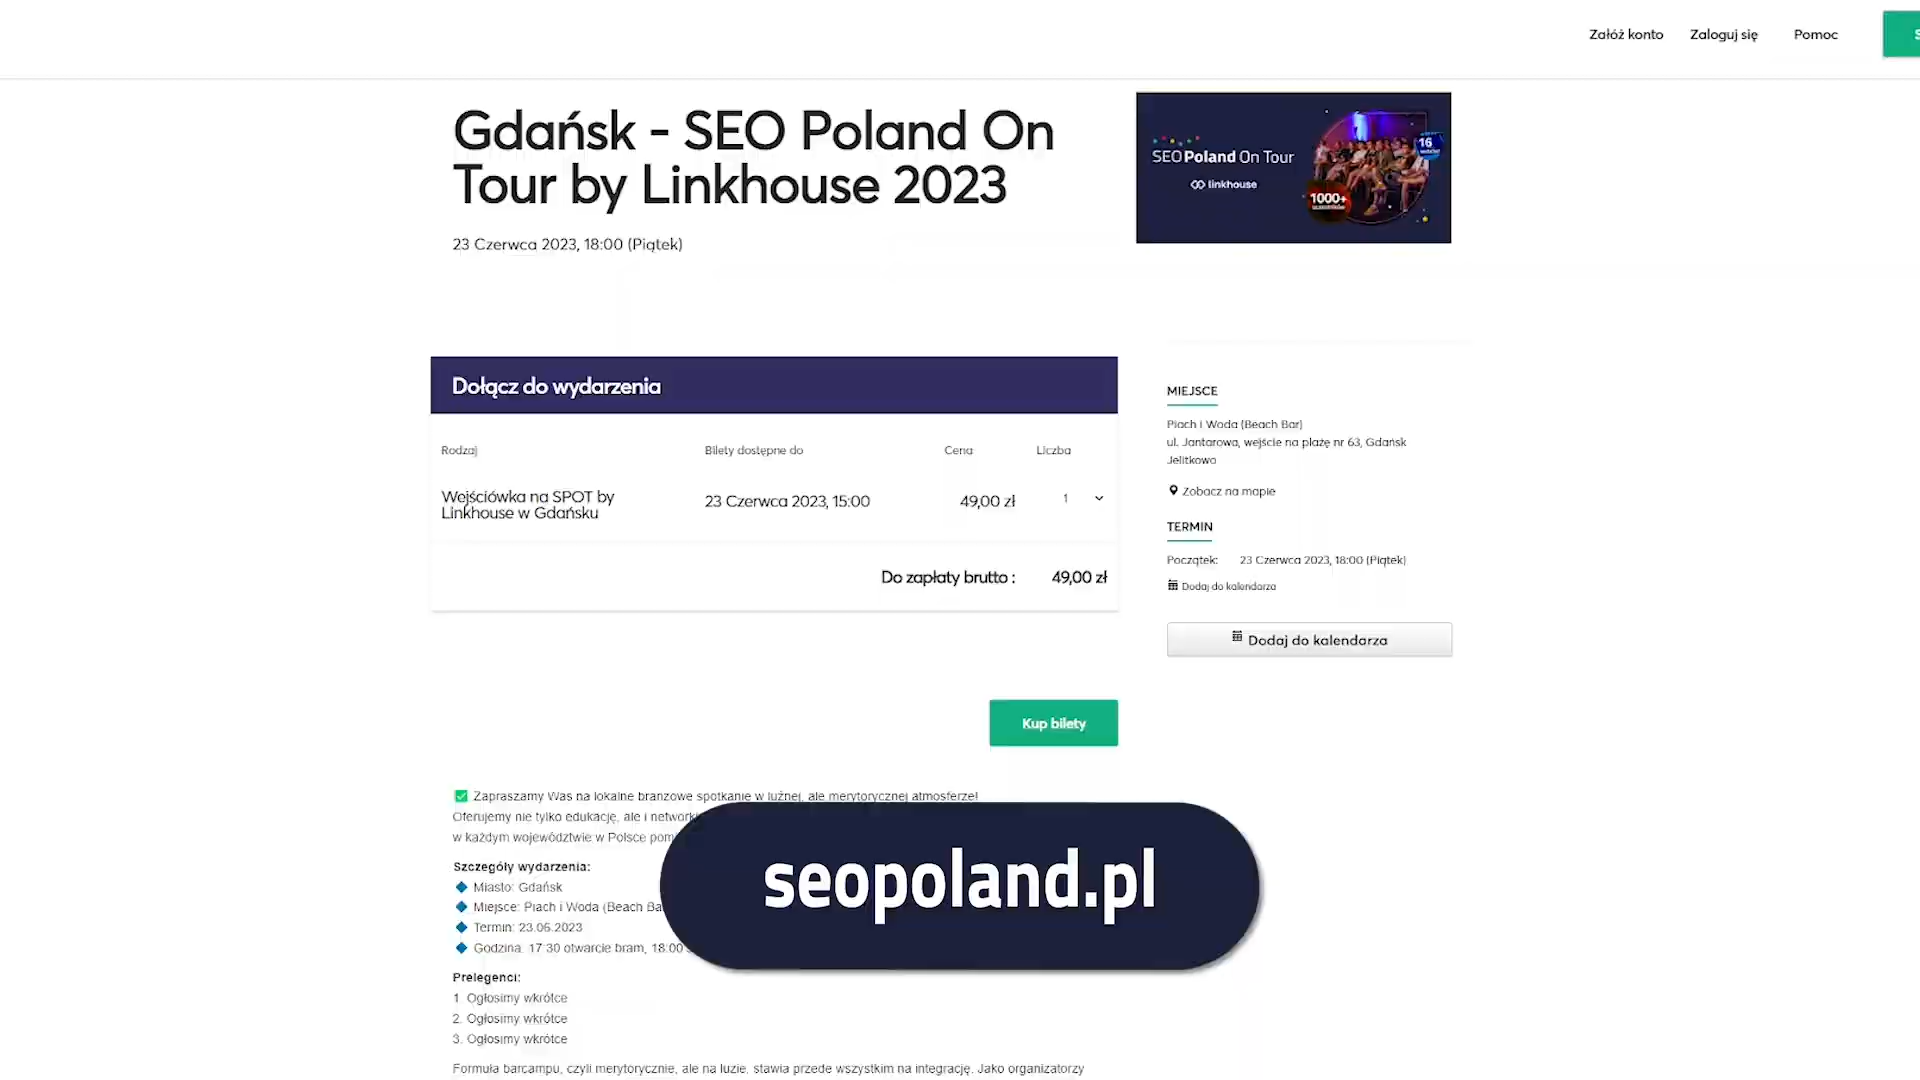 Załóż konto
Zaloguj się
Pomoc
Gdańsk - SEO Poland On
Tour by Linkhouse 2023
23 Czerwca 2023, 18:00 (Piątek)
SEO Poland On Tour
linkhouse
16
1000+
Dołącz do wydarzenia
Rodzaj
Bilety dostępne do
Cena
Liczba
Wejściówka na SPOT by
Linkhouse w Gdańsku
23 Czerwca 2023, 15:00
49,00 zł
1
Do zapłaty brutto :
49,00 zł
MIEJSCE
Piach i Woda (Beach Bar)
ul. Jantarowa, wejście na plażę nr 63, Gdańsk
Jelitkowo
Zobacz na mapie
TERMIN
Początek:
23 Czerwca 2023, 18:00 (Piątek)
Dodaj do kalendarza
Dodaj do kalendarza
Kup bilety
Zapraszamy Was na lokalne branżowe spotkanie w luźnej, ale merytorycznej atmosferze!
Oferujemy nie tylko edukację, ale i
w każdym województwie w Polsce
Szczegóły wydarzenia:
Miasto: Gdańsk
Miejsce: Piach i Woda (Beach
Termin: 23.06.2023
Godzina: 17:30 otwarcie bram, 18:00
seopoland.pl
Prelegenci:
1. Ogłosimy wkrótce
2. Ogłosimy wkrótce
3. Ogłosimy wkrótce
Formuła barcampu, czyli merytorycznie, ale na luzie, stawia przede wszystkim na integrację. Jako organizatorzy